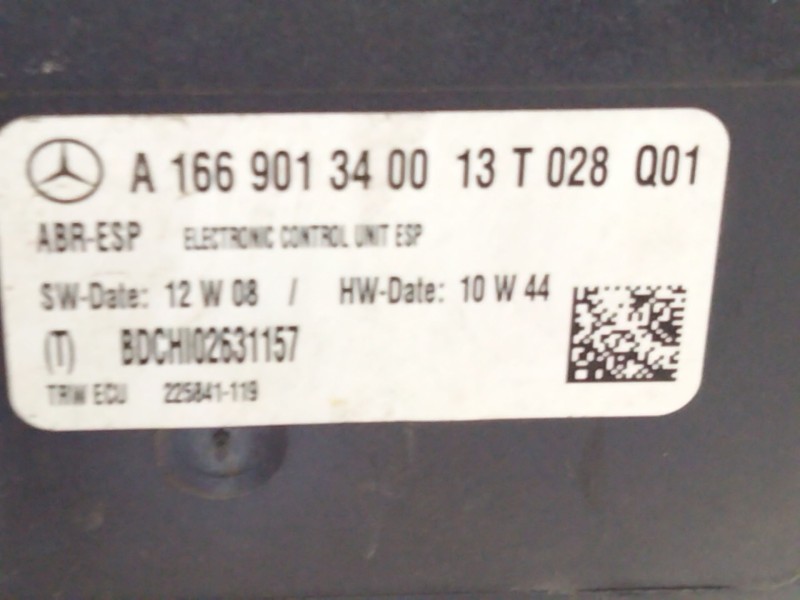 A 166 901 34 00 13 T 028 Q01
ABR-ESP ELECTRONIC CONTROL UNIT ESP
SW-Date: 12 W 08 / HW-Date: 10 W 44
(T) BDCHI02631157
TRW ECU 225841-119